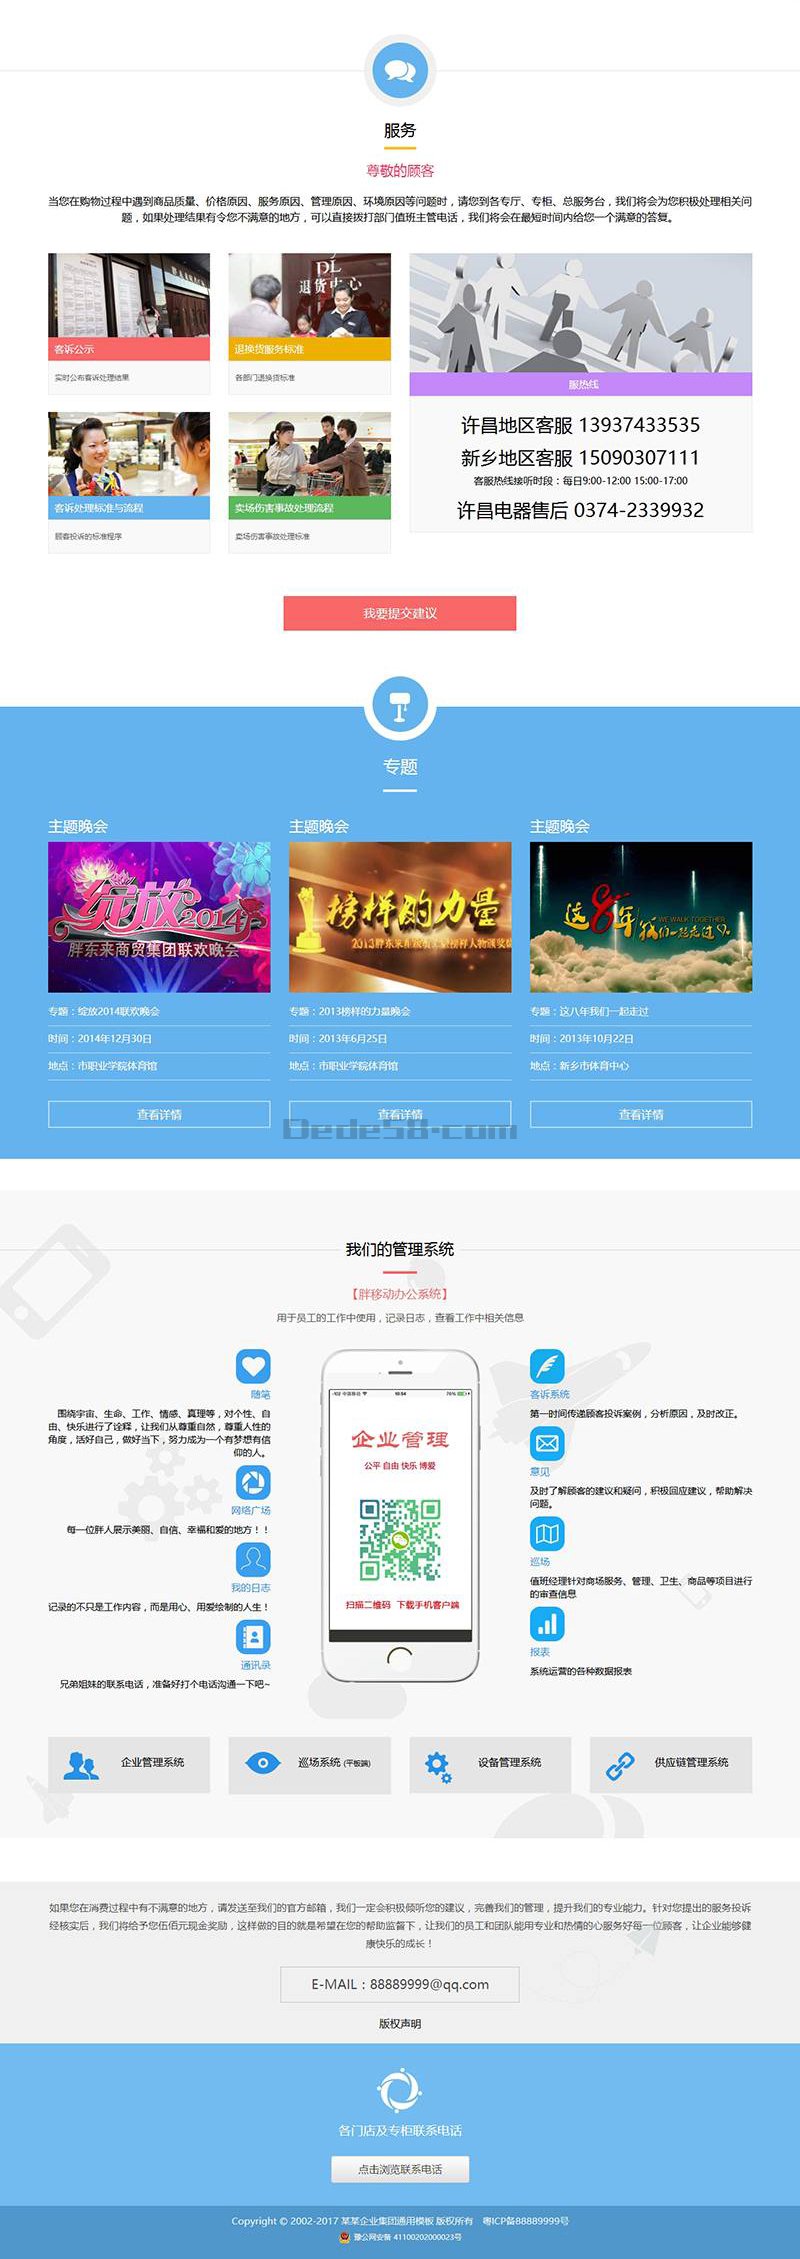 服务
尊敬的顾客
当您在购物过程中遇到商品质量、价格原因、服务原因、管理原因、环境原因等问题时，请您到各专厅、专柜、总服务台，我们将会为您积极处理相关问
题，如果处理结果有令您不满意的地方，可以直接拨打部门值班主管电话，我们将会在最短时间内给您一个满意的答复。
退货中心
客诉公示
实时公布客诉处理结果
退换货服务标准
各部门退换货标准
客诉处理标准与流程
顾客投诉的标准程序
卖场伤害事故处理流程
卖场伤害事故处理标准
服热线
许昌地区客服 13937433535
新乡地区客服 15090307111
客服热线接听时段：每日9:00-12:00 15:00-17:00
许昌电器售后 0374-2339932
我要提交建议
专题
主题晚会
绽放2014
胖东来商贸集团联欢晚会
专题：绽放2014联欢晚会
时间：2014年12月30日
地点：市职业学院体育馆
查看详情
主题晚会
榜样的力量
专题：2013榜样的力量晚会
时间：2013年6月25日
地点：市职业学院体育馆
查看详情
主题晚会
这8年
WE WALK TOGETHER
我们一起走过
专题：这八年我们一起走过
时间：2013年10月22日
地点：新乡市体育中心
查看详情
Dede58.com
我们的管理系统
【胖移动办公系统】
用于员工的工作中使用，记录日志，查看工作中相关信息
随笔
围绕宇宙、生命、工作、情感、真理等，对个性、自
由、快乐进行了诠释，让我们从尊重自然，尊重人性的
角度，活好自己，做好当下，努力成为一个有梦想有信
仰的人。
网络广场
每一位胖人展示美丽、自信、幸福和爱的地方！！
我的日志
记录的不只是工作内容，而是用心、用爱绘制的人生！
通讯录
兄弟姐妹的联系电话，准备好打个电话沟通一下吧~
企业管理
公平 自由 快乐 博爱
扫描二维码 下载手机客户端
客诉系统
第一时间传递顾客投诉案例，分析原因，及时改正。
意见
及时了解顾客的建议和疑问，积极回应建议，帮助解决
问题。
巡场
值班经理针对商场服务、管理、卫生、商品等项目进行
的审查信息
报表
系统运营的各种数据报表
企业管理系统
巡场系统 (平板端)
设备管理系统
供应链管理系统
如果您在消费过程中有不满意的地方，请发送至我们的官方邮箱，我们一定会积极倾听您的建议，完善我们的管理，提升我们的专业能力。针对您提出的服务投诉
经核实后，我们将给予您伍佰元现金奖励，这样做的目的就是希望在您的帮助监督下，让我们的员工和团队能用专业和热情的心服务好每一位顾客，让企业能够健
康快乐的成长！
E-MAIL：88889999@qq.com
版权声明
各门店及专柜联系电话
点击浏览联系电话
Copyright © 2002-2017 某某企业集团通用模板 版权所有 粤ICP备88889999号
豫公网安备 41100202000023号